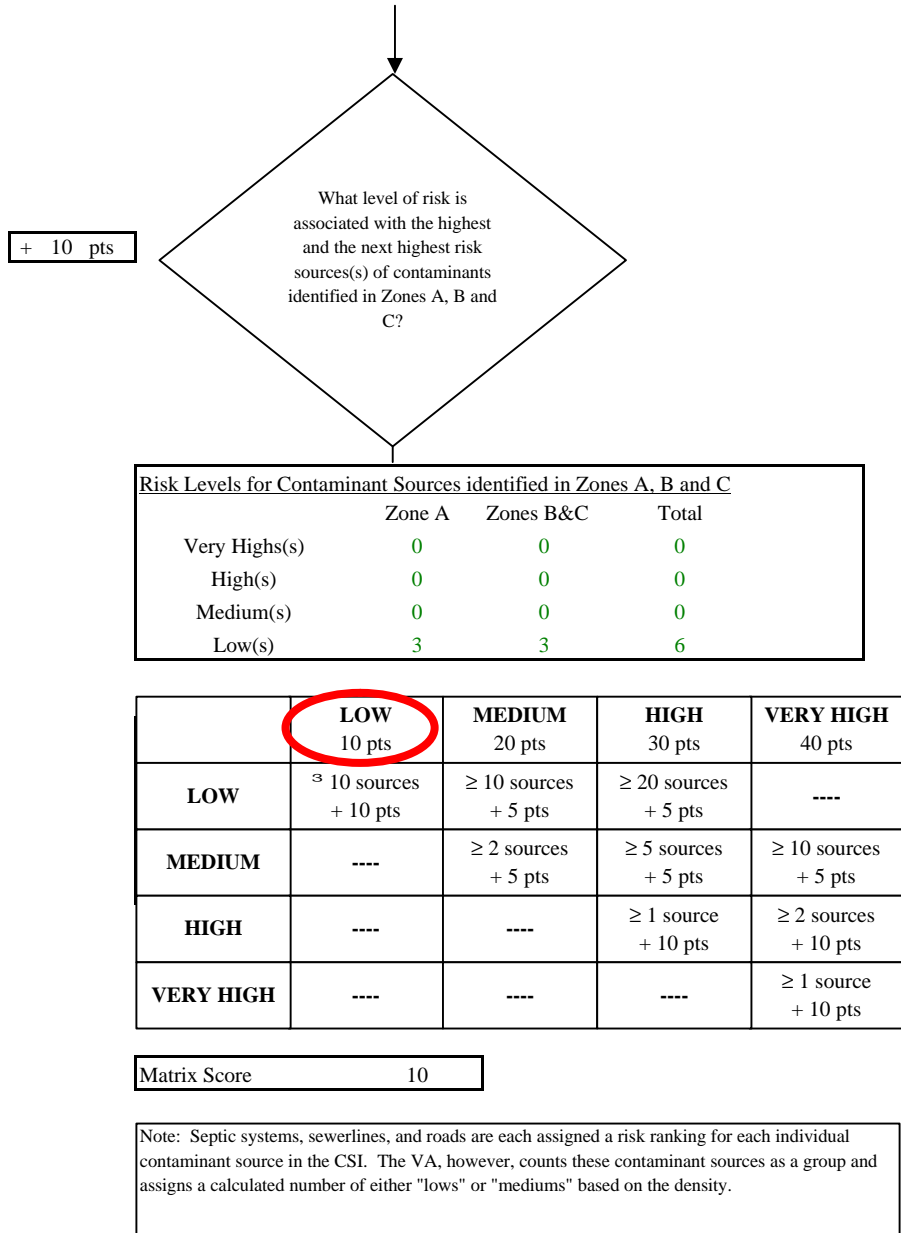 What level of risk is
associated with the highest
and the next highest risk
sources(s) of contaminants
identified in Zones A, B and
C?
+ 10 pts
Risk Levels for Contaminant Sources identified in Zones A, B and C
Zone A Zones B&C Total
Very Highs(s) 0 0 0
High(s) 0 0 0
Medium(s) 0 0 0
Low(s) 3 3 6
LOW MEDIUM HIGH VERY HIGH
10 pts 20 pts 30 pts 40 pts
LOW ³ 10 sources ≥ 10 sources ≥ 20 sources ----
+ 10 pts + 5 pts + 5 pts
MEDIUM ---- ≥ 2 sources ≥ 5 sources ≥ 10 sources
+ 5 pts + 5 pts + 5 pts
HIGH ---- ---- ≥ 1 source ≥ 2 sources
+ 10 pts + 10 pts
VERY HIGH ---- ---- ---- ≥ 1 source
+ 10 pts
Matrix Score 10
Note: Septic systems, sewerlines, and roads are each assigned a risk ranking for each individual
contaminant source in the CSI. The VA, however, counts these contaminant sources as a group and
assigns a calculated number of either "lows" or "mediums" based on the density.